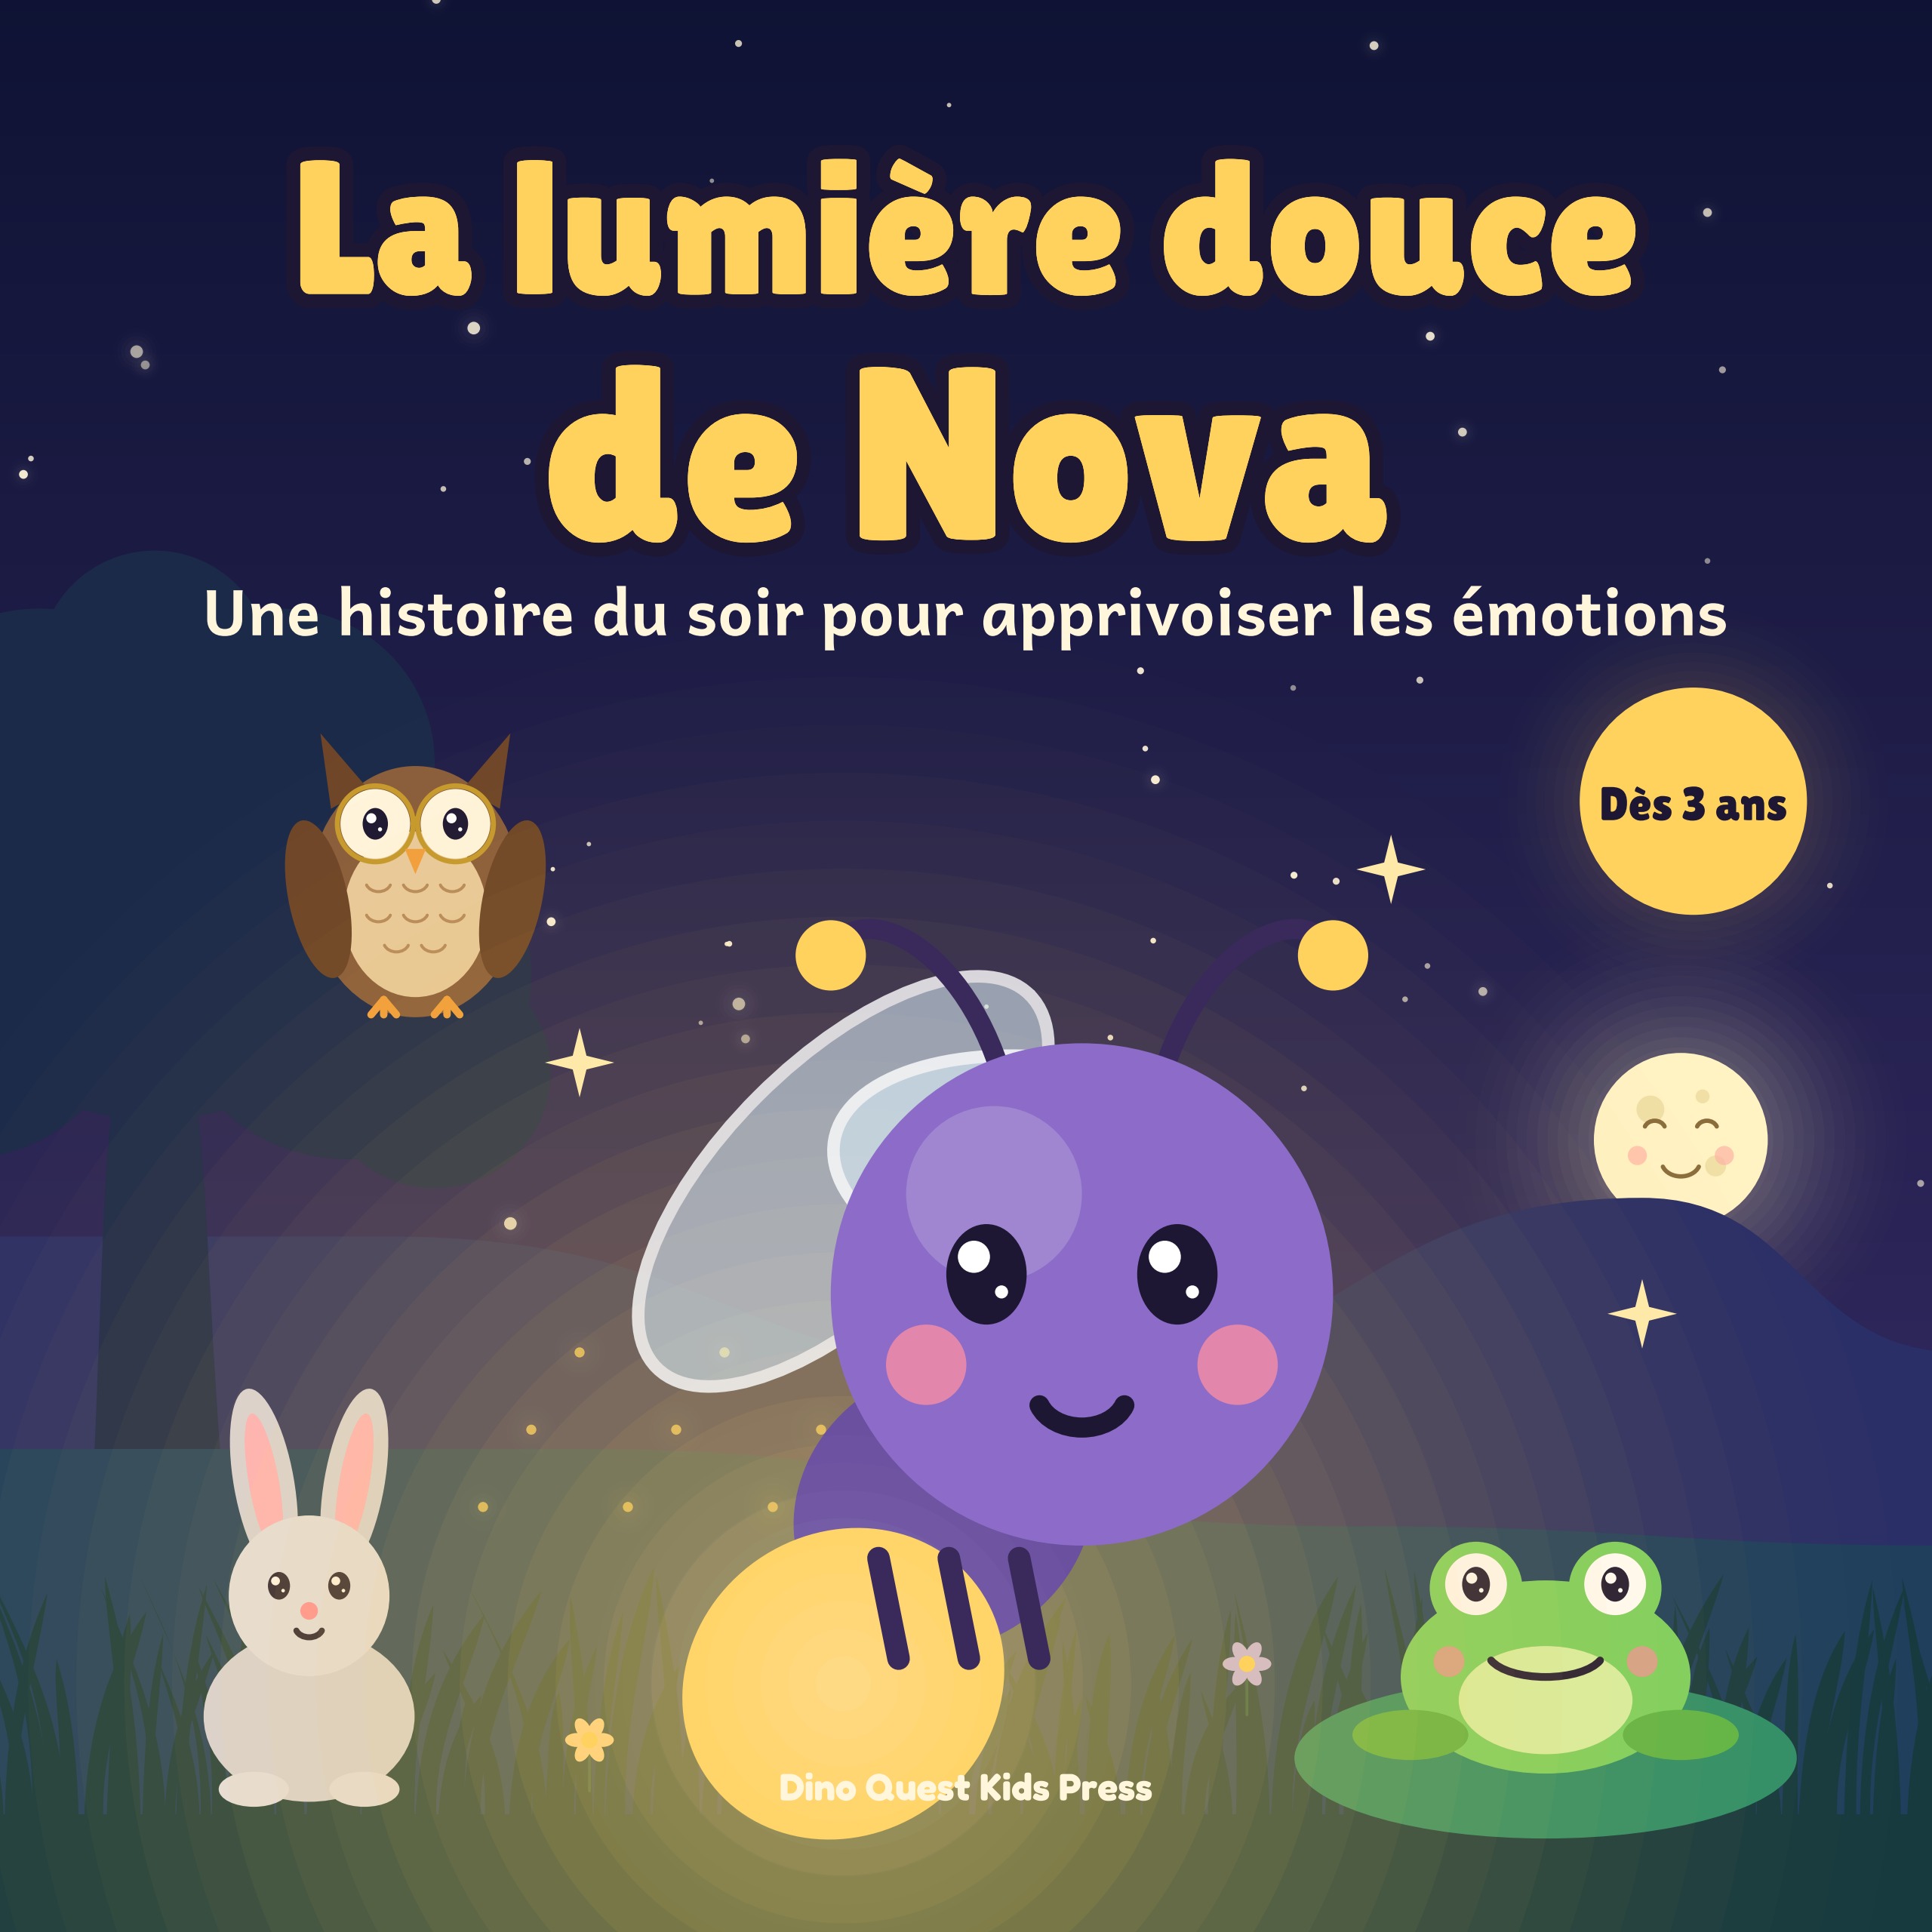 La lumière douce
de Nova
Une histoire du soir pour apprivoiser les émotions
Dès 3 ans
Dino Quest Kids Press